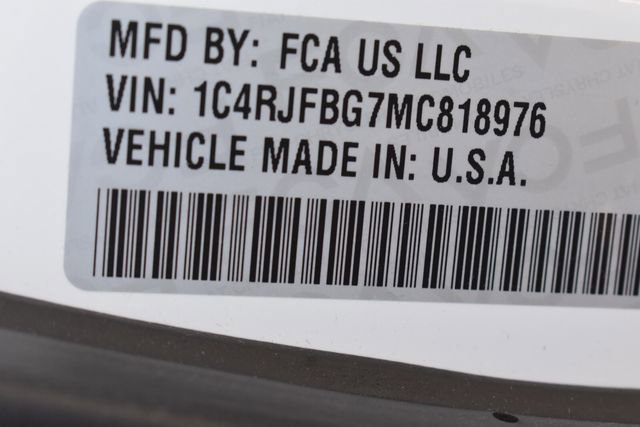 MFD BY: FCA US LLC
VIN: 1C4RJFBG7MC818976
VEHICLE MADE IN: U.S.A.